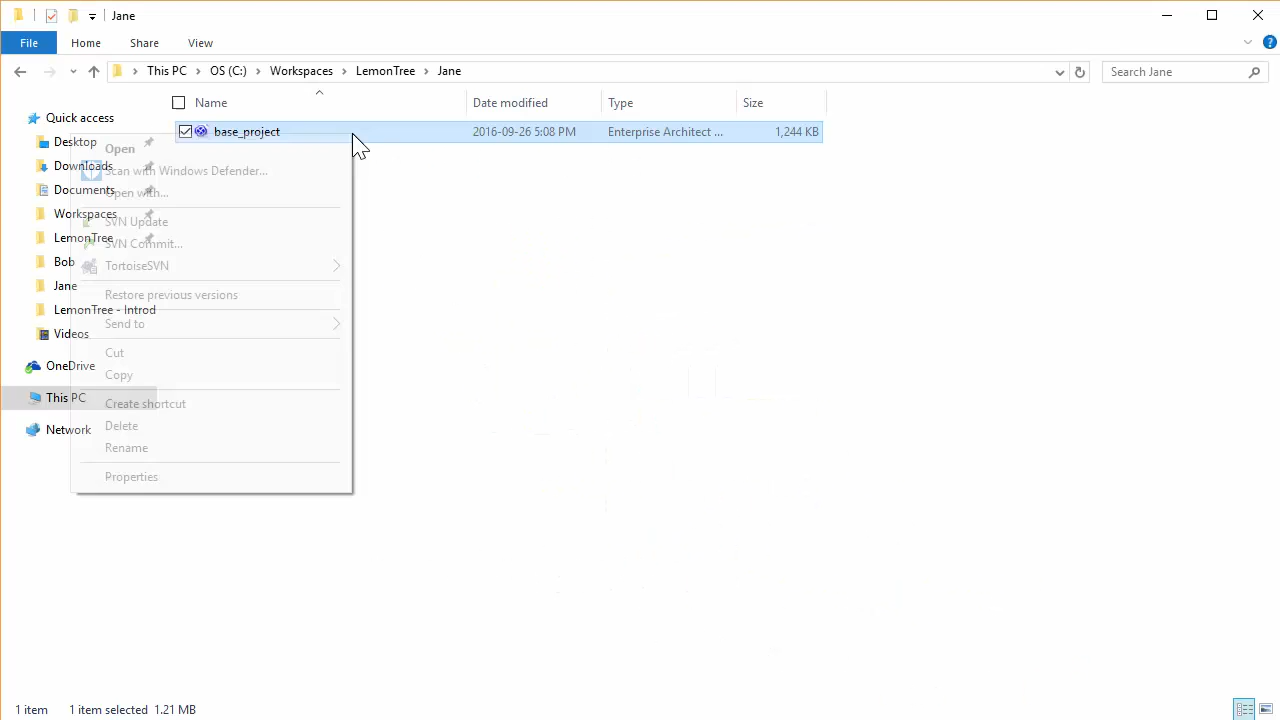 Jane
File Home Share View
This PC OS (C:) Workspaces LemonTree Jane
Search Jane
Name Date modified Type Size
base_project 2016-09-26 5:08 PM Enterprise Architect ... 1,244 KB
Quick access
Desktop
Downloads
Documents
Workspaces
LemonTree
Bob
Jane
LemonTree - Introd
Videos
OneDrive
This PC
Network
Open
Scan with Windows Defender...
Open with...
SVN Update
SVN Commit...
TortoiseSVN
Restore previous versions
Send to
Cut
Copy
Create shortcut
Delete
Rename
Properties
1 item 1 item selected 1.21 MB